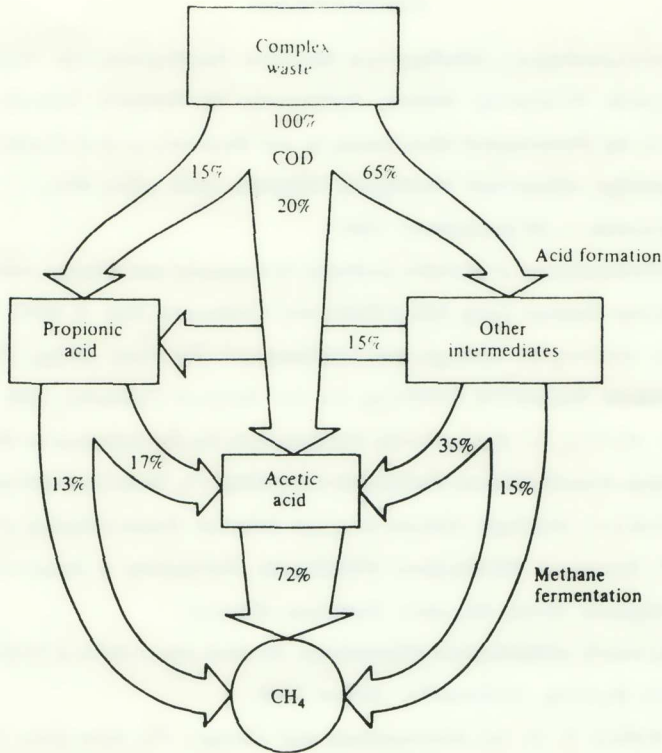 Complex
waste
100%
COD
15%
65%
20%
Acid formation
Propionic
acid
15%
Other
intermediates
17%
35%
13%
Acetic
acid
15%
72%
Methane
fermentation
CH₄